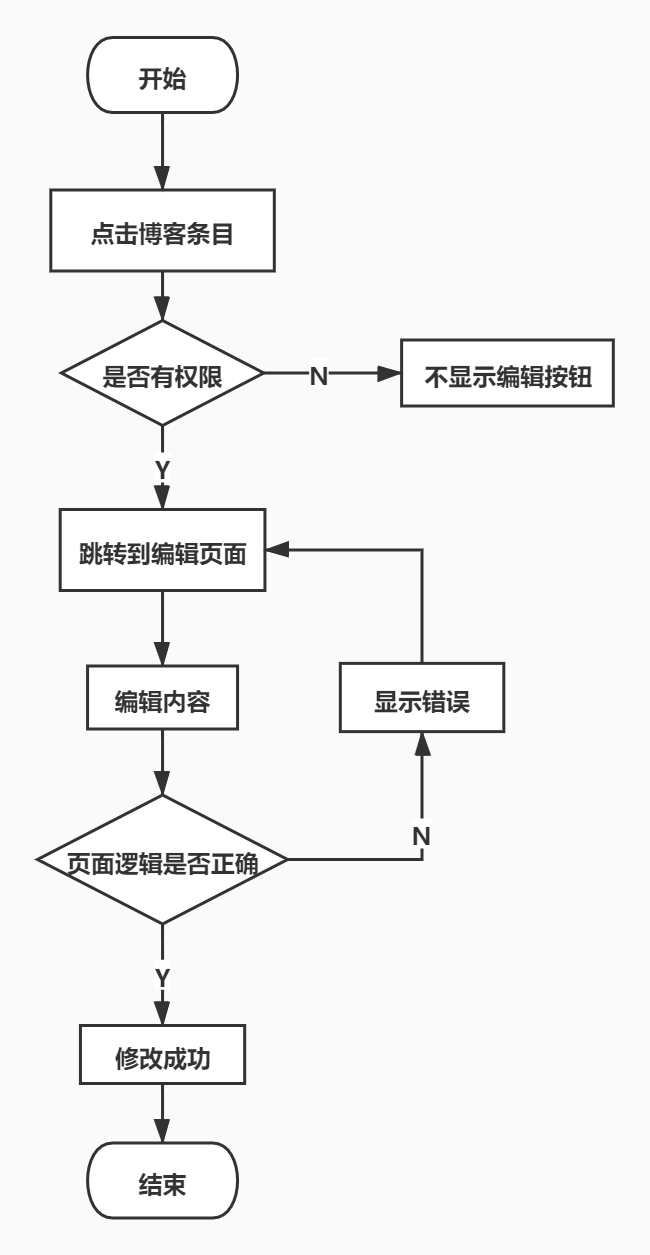 开始
点击博客条目
是否有权限
N
不显示编辑按钮
Y
跳转到编辑页面
编辑内容
显示错误
N
页面逻辑是否正确
Y
修改成功
结束